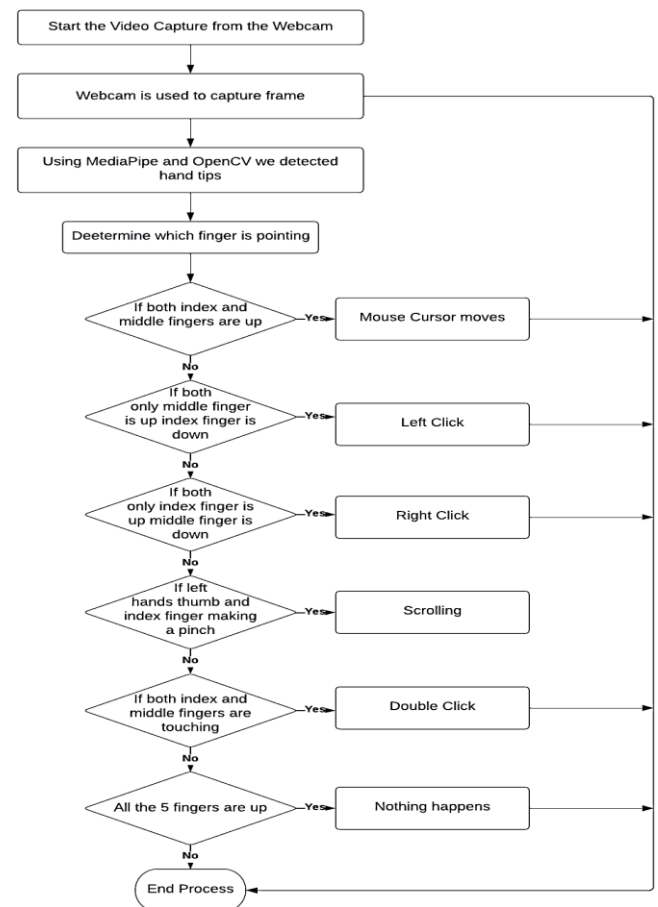 Start the Video Capture from the Webcam
Webcam is used to capture frame
Using MediaPipe and OpenCV we detected
hand tips
Deetermine which finger is pointing
If both index and
middle fingers are up
Yes
Mouse Cursor moves
No
If both
only middle finger
is up index finger is
down
Yes
Left Click
No
If both
only index finger is
up middle finger is
down
Yes
Right Click
No
If left
hands thumb and
index finger making
a pinch
Yes
Scrolling
No
If both index and
middle fingers are
touching
Yes
Double Click
No
All the 5 fingers are up
Yes
Nothing happens
No
End Process